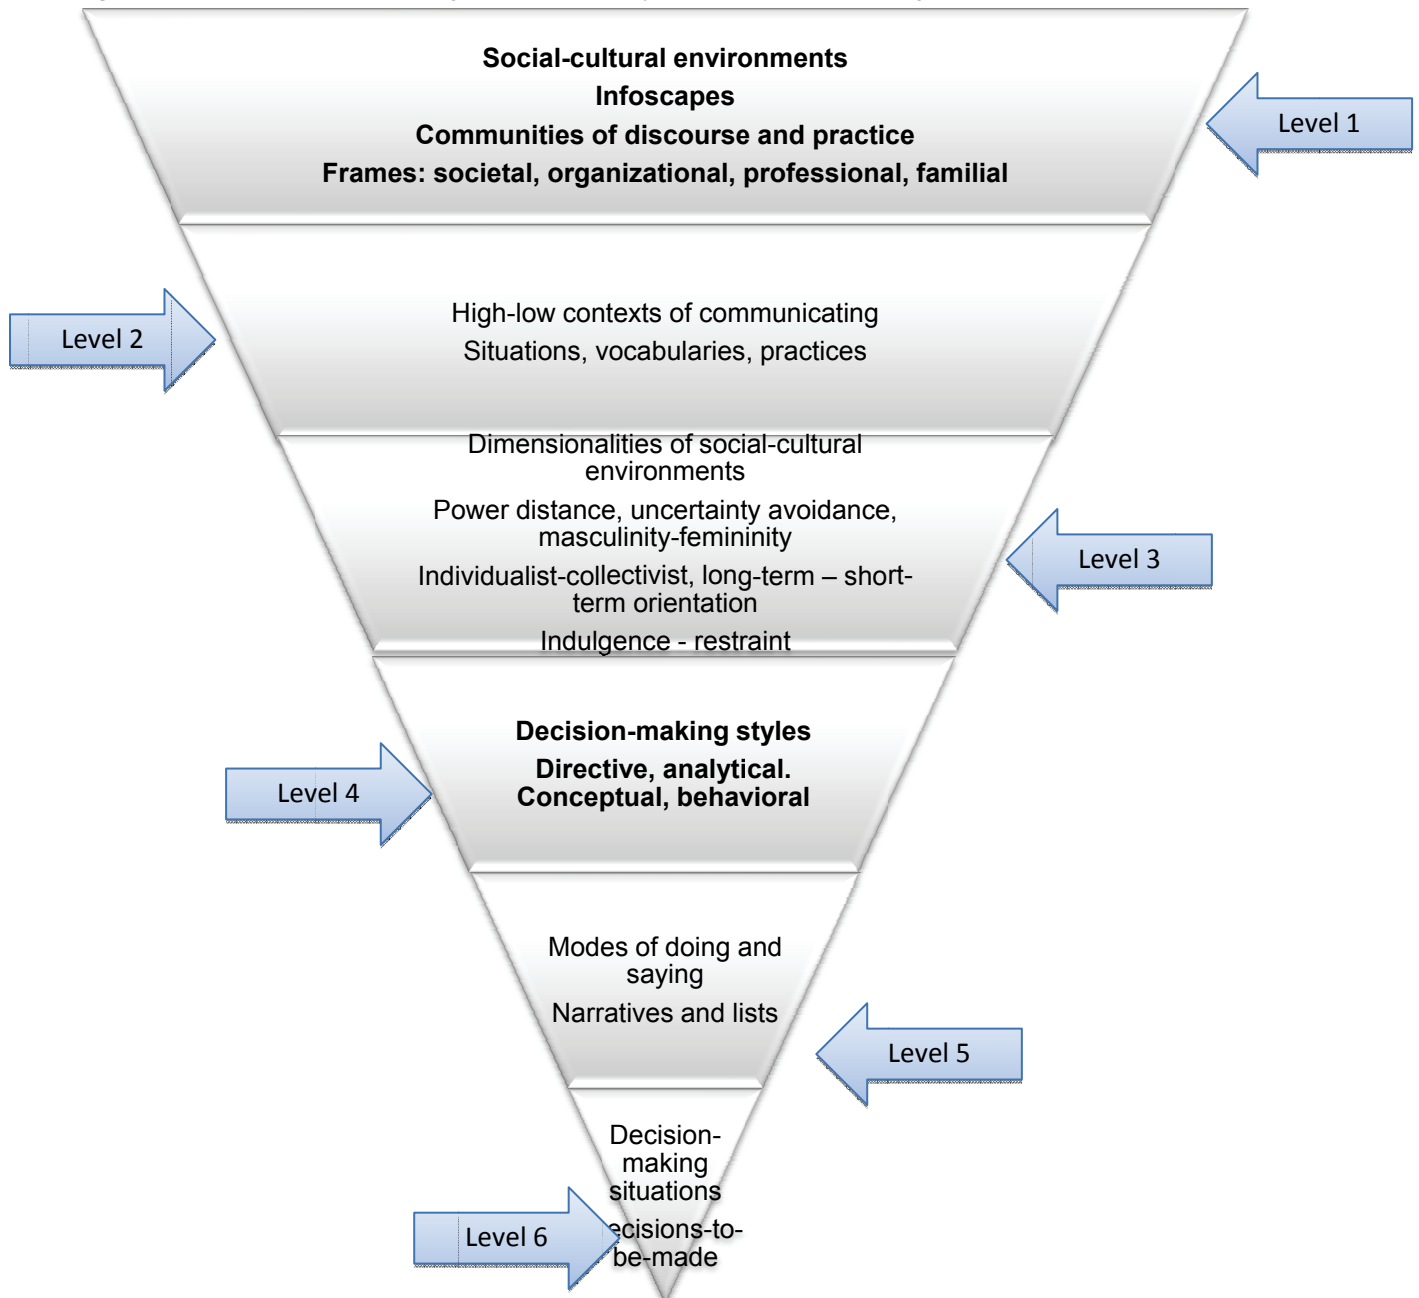 Social-cultural environments
Infoscapes
Communities of discourse and practice
Frames: societal, organizational, professional, familial
Level 1
High-low contexts of communicating
Situations, vocabularies, practices
Level 2
Dimensionalities of social-cultural
environments
Power distance, uncertainty avoidance,
masculinity-femininity
Individualist-collectivist, long-term – short-
term orientation
Indulgence - restraint
Level 3
Decision-making styles
Directive, analytical.
Conceptual, behavioral
Level 4
Modes of doing and
saying
Narratives and lists
Level 5
Decision-
making
situations
ecisions-to-
be-made
Level 6